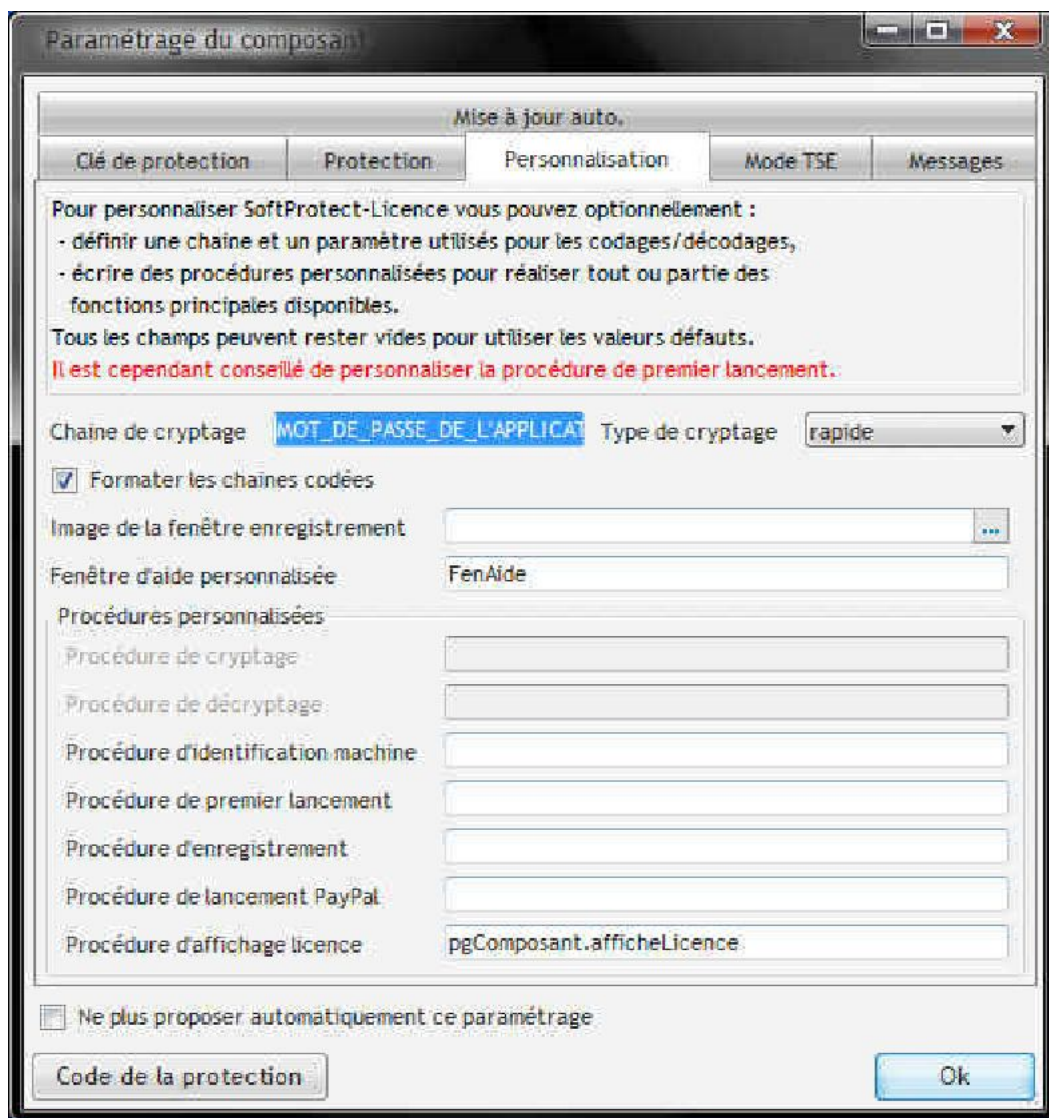 Paramétrage du composant
Mise à jour auto.
Clé de protection
Protection
Personnalisation
Mode TSE
Messages
Pour personnaliser SoftProtect-Licence vous pouvez optionnellement :
- définir une chaine et un paramètre utilisés pour les codages/décodages,
- écrire des procédures personnalisées pour réaliser tout ou partie des
fonctions principales disponibles.
Tous les champs peuvent rester vides pour utiliser les valeurs défauts.
Il est cependant conseillé de personnaliser la procédure de premier lancement.
Chaine de cryptage MOT_DE_PASSE_DE_L'APPLICAT Type de cryptage rapide
Formater les chaines codées
Image de la fenêtre enregistrement ...
Fenêtre d'aide personnalisée FenAide
Procédures personnalisées
Procédure de cryptage
Procédure de décryptage
Procédure d'identification machine
Procédure de premier lancement
Procédure d'enregistrement
Procédure de lancement PayPal
Procédure d'affichage licence pgComposant.afficheLicence
Ne plus proposer automatiquement ce paramétrage
Code de la protection Ok